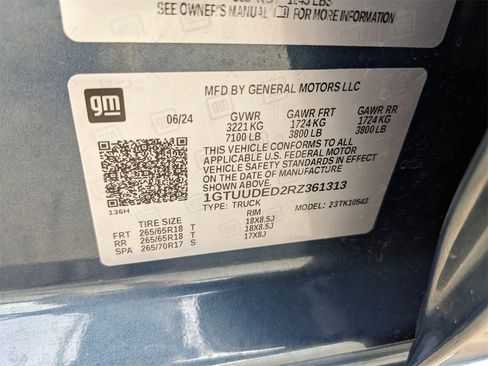 SEE OWNER'S MANUAL FOR MORE INFORMATION
gm
MFD BY GENERAL MOTORS LLC
06/24 GVWR GAWR FRT GAWR RR
3221 KG 1724 KG 1724 KG
7100 LB 3800 LB 3800 LB
THIS VEHICLE CONFORMS TO ALL
APPLICABLE U.S. FEDERAL MOTOR
VEHICLE SAFETY STANDARDS IN
EFFECT ON THE DATE OF MANUFACTURE
SHOWN ABOVE.
1GTUUDED2RZ361313
TYPE: TRUCK MODEL: 23TK10543
136H
TIRE SIZE RIM
FRT 265/65R18 T 18X8.5J
RR 265/65R18 T 18X8.5J
SPA 265/70R17 S 17X8J